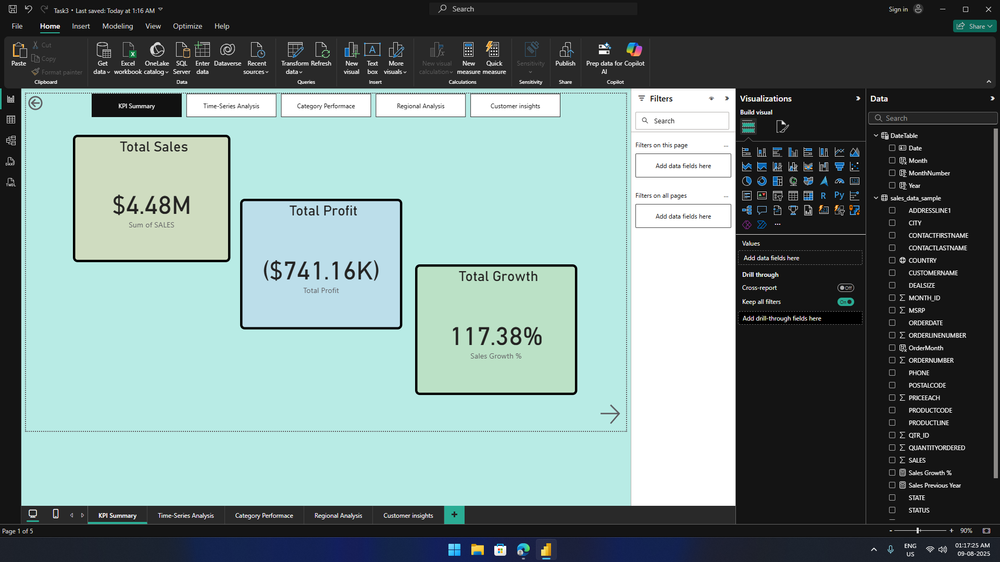 Task3 • Last saved: Today at 1:16 AM
Search
Sign in
File
Home
Insert
Modeling
View
Optimize
Help
Share
Paste
Cut
Copy
Format painter
Clipboard
Get data
Excel workbook
OneLake catalog
SQL Server
Enter data
Dataverse
Recent sources
Data
Transform data
Refresh
Queries
New visual
Text box
More visuals
Insert
New visual calculation
New measure
Quick measure
Calculations
Sensitivity
Sensitivity
Publish
Share
Prep data for AI
Copilot
Copilot
DAX
TMDL
KPI Summary
Time-Series Analysis
Category Performace
Regional Analysis
Customer insights
Total Sales
$4.48M
Sum of SALES
Total Profit
($741.16K)
Total Profit
Total Growth
117.38%
Sales Growth %
Filters
Search
Filters on this page
...
Add data fields here
Filters on all pages
...
Add data fields here
Visualizations
Build visual
123
R
Py
...
Values
Add data fields here
Drill through
Cross-report
Off
Keep all filters
On
Add drill-through fields here
Data
Search
DateTable
Date
Month
MonthNumber
Year
sales_data_sample
ADDRESSLINE1
CITY
CONTACTFIRSTNAME
CONTACTLASTNAME
COUNTRY
CUSTOMERNAME
DEALSIZE
MONTH_ID
MSRP
ORDERDATE
ORDERLINENUMBER
OrderMonth
ORDERNUMBER
PHONE
POSTALCODE
PRICEEACH
PRODUCTCODE
PRODUCTLINE
QTR_ID
QUANTITYORDERED
SALES
Sales Growth %
Sales Previous Year
STATE
STATUS
KPI Summary
Time-Series Analysis
Category Performace
Regional Analysis
Customer insights
+
Page 1 of 5
- + 90%
ENG
US
01:17:25 AM
09-08-2025